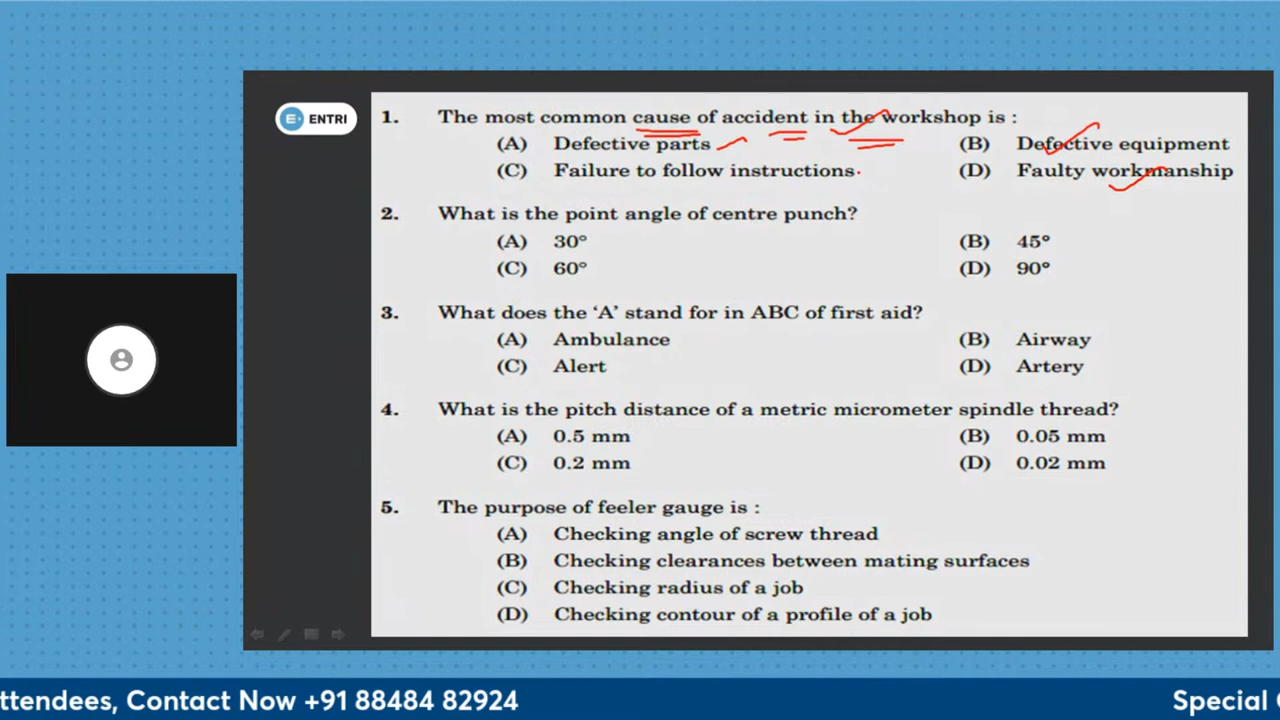 ENTRI
1. The most common cause of accident in the workshop is :
(A) Defective parts (B) Defective equipment
(C) Failure to follow instructions (D) Faulty workmanship
2. What is the point angle of centre punch?
(A) 30° (B) 45°
(C) 60° (D) 90°
3. What does the ‘A’ stand for in ABC of first aid?
(A) Ambulance (B) Airway
(C) Alert (D) Artery
4. What is the pitch distance of a metric micrometer spindle thread?
(A) 0.5 mm (B) 0.05 mm
(C) 0.2 mm (D) 0.02 mm
5. The purpose of feeler gauge is :
(A) Checking angle of screw thread
(B) Checking clearances between mating surfaces
(C) Checking radius of a job
(D) Checking contour of a profile of a job
ttendees, Contact Now +91 88484 82924 Special